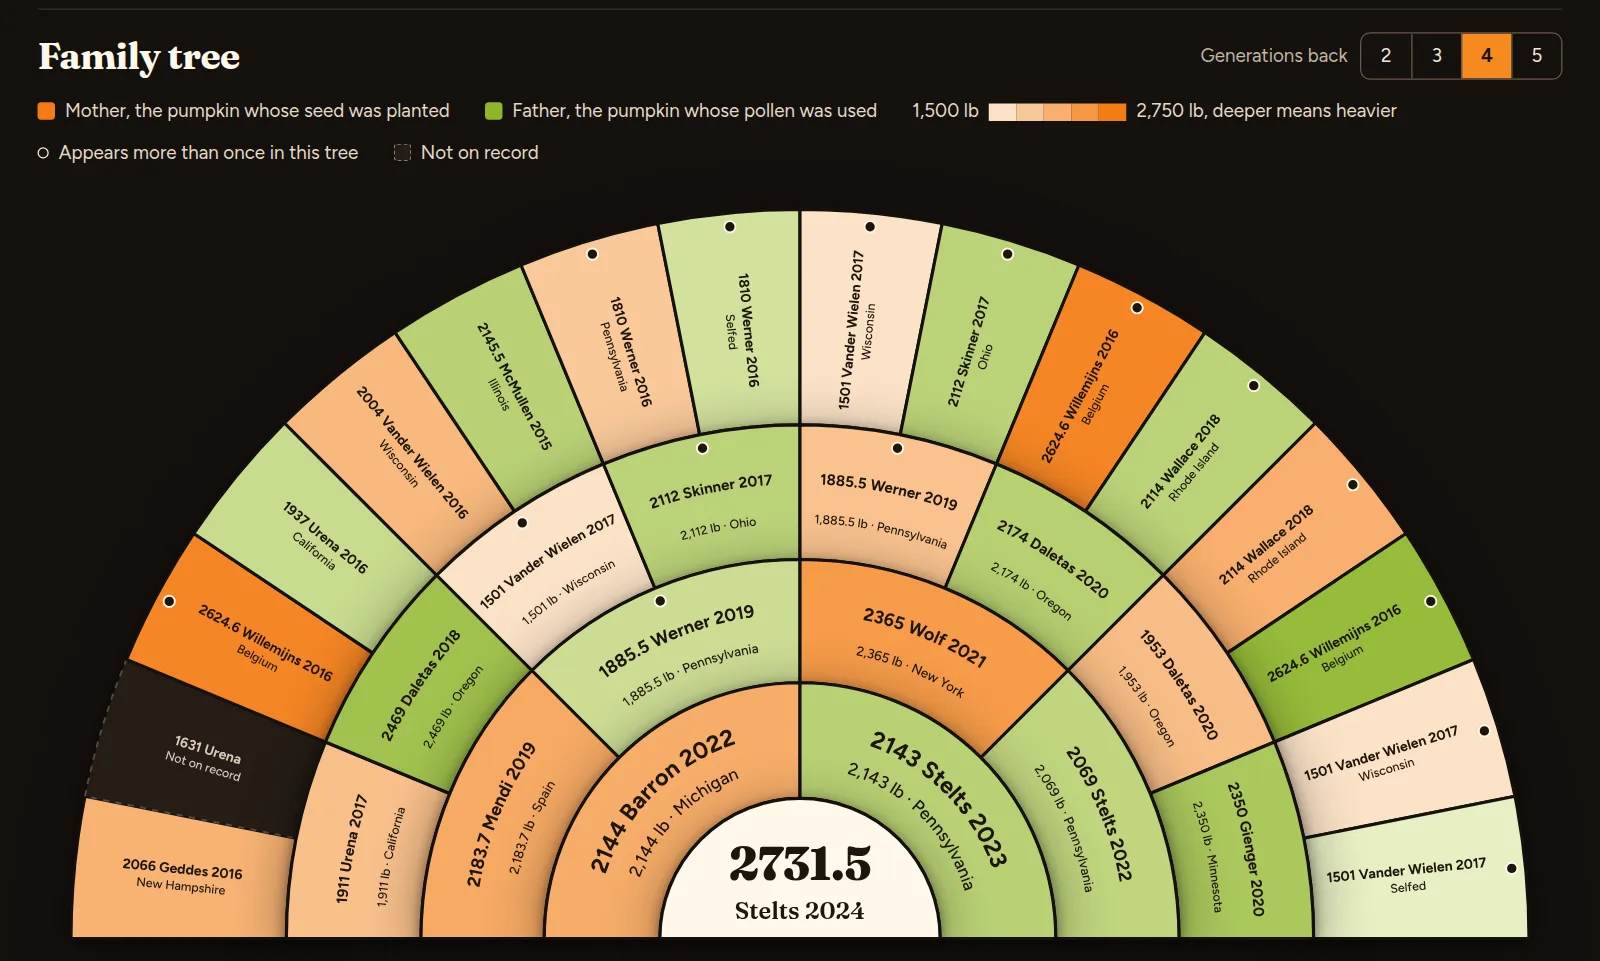 Family tree
Generations back 2 3 4 5
Mother, the pumpkin whose seed was planted
Father, the pumpkin whose pollen was used
1,500 lb
2,750 lb, deeper means heavier
Appears more than once in this tree
Not on record
2066 Geddes 2016
New Hampshire
1631 Urena
Not on record
2624.6 Willemijns 2016
Belgium
1937 Urena 2016
California
2004 Vander Wielen 2016
Wisconsin
2145.5 McMullen 2015
Illinois
1810 Werner 2016
Pennsylvania
1810 Werner 2016
Selfed
1501 Vander Wielen 2017
Wisconsin
2112 Skinner 2017
Ohio
2624.6 Willemijns 2016
Belgium
2114 Wallace 2018
Rhode Island
2114 Wallace 2018
Rhode Island
2624.6 Willemijns 2016
Belgium
1501 Vander Wielen 2017
Wisconsin
1501 Vander Wielen 2017
Selfed
1911 Urena 2017
1,911 lb · California
2469 Daletas 2018
2,469 lb · Oregon
1501 Vander Wielen 2017
1,501 lb · Wisconsin
2112 Skinner 2017
2,112 lb · Ohio
1885.5 Werner 2019
1,885.5 lb · Pennsylvania
2174 Daletas 2020
2,174 lb · Oregon
1953 Daletas 2020
1,953 lb · Oregon
2350 Gienger 2020
2,350 lb · Minnesota
2183.7 Mendi 2019
2,183.7 lb · Spain
1885.5 Werner 2019
1,885.5 lb · Pennsylvania
2365 Wolf 2021
2,365 lb · New York
2069 Stelts 2022
2,069 lb · Pennsylvania
2144 Barron 2022
2,144 lb · Michigan
2143 Stelts 2023
2,143 lb · Pennsylvania
2731.5
Stelts 2024